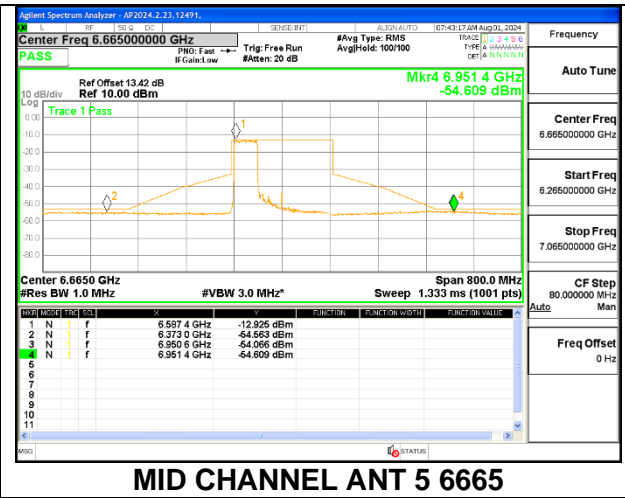 Agilent Spectrum Analyzer - AP2024.2.23,12491,
L RF 50 Ω DC SENSE:INT ALIGN AUTO 07:43:17 AM Aug 01, 2024
Center Freq 6.665000000 GHz #Avg Type: RMS TRACE 1 2 3 4 5 6
PASS PNO: Fast Trig: Free Run Avg|Hold: 100/100 TYPE A WWWWW
IFGain:Low #Atten: 20 dB DET A N N N N N
Ref Offset 13.42 dB Mkr4 6.951 4 GHz
10 dB/div Ref 10.00 dBm -54.609 dBm
Log
Trace 1 Pass
0.00
-10.0
-20.0
-30.0
-40.0
-50.0
-60.0
-70.0
-80.0
1
2
4
Center 6.6650 GHz Span 800.0 MHz
#Res BW 1.0 MHz #VBW 3.0 MHz* Sweep 1.333 ms (1001 pts)
MKR MODE TRC SCL X Y FUNCTION FUNCTION WIDTH FUNCTION VALUE
1 N 1 f 6.587 4 GHz -12.925 dBm
2 N 1 f 6.373 0 GHz -54.563 dBm
3 N 1 f 6.950 6 GHz -54.066 dBm
4 N 1 f 6.951 4 GHz -54.609 dBm
5
6
7
8
9
10
11
MSG STATUS
Frequency
Auto Tune
Center Freq
6.665000000 GHz
Start Freq
6.265000000 GHz
Stop Freq
7.065000000 GHz
CF Step
80.000000 MHz
Auto Man
Freq Offset
0 Hz
MID CHANNEL ANT 5 6665